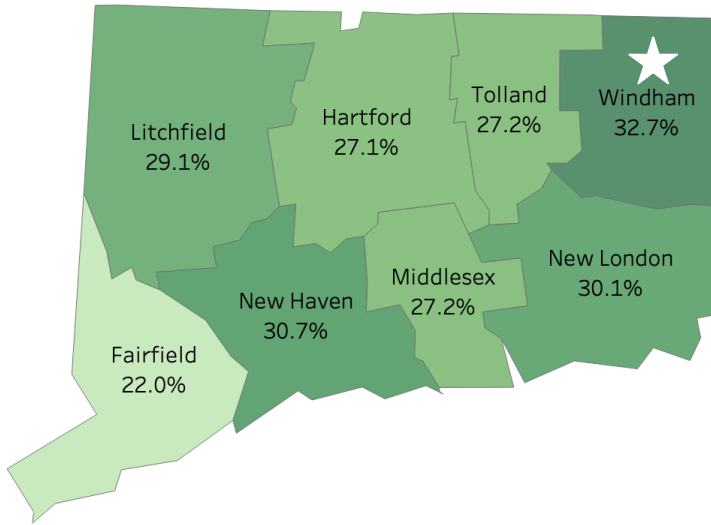 Litchfield
29.1%
Hartford
27.1%
Tolland
27.2%
Windham
32.7%
Fairfield
22.0%
New Haven
30.7%
Middlesex
27.2%
New London
30.1%